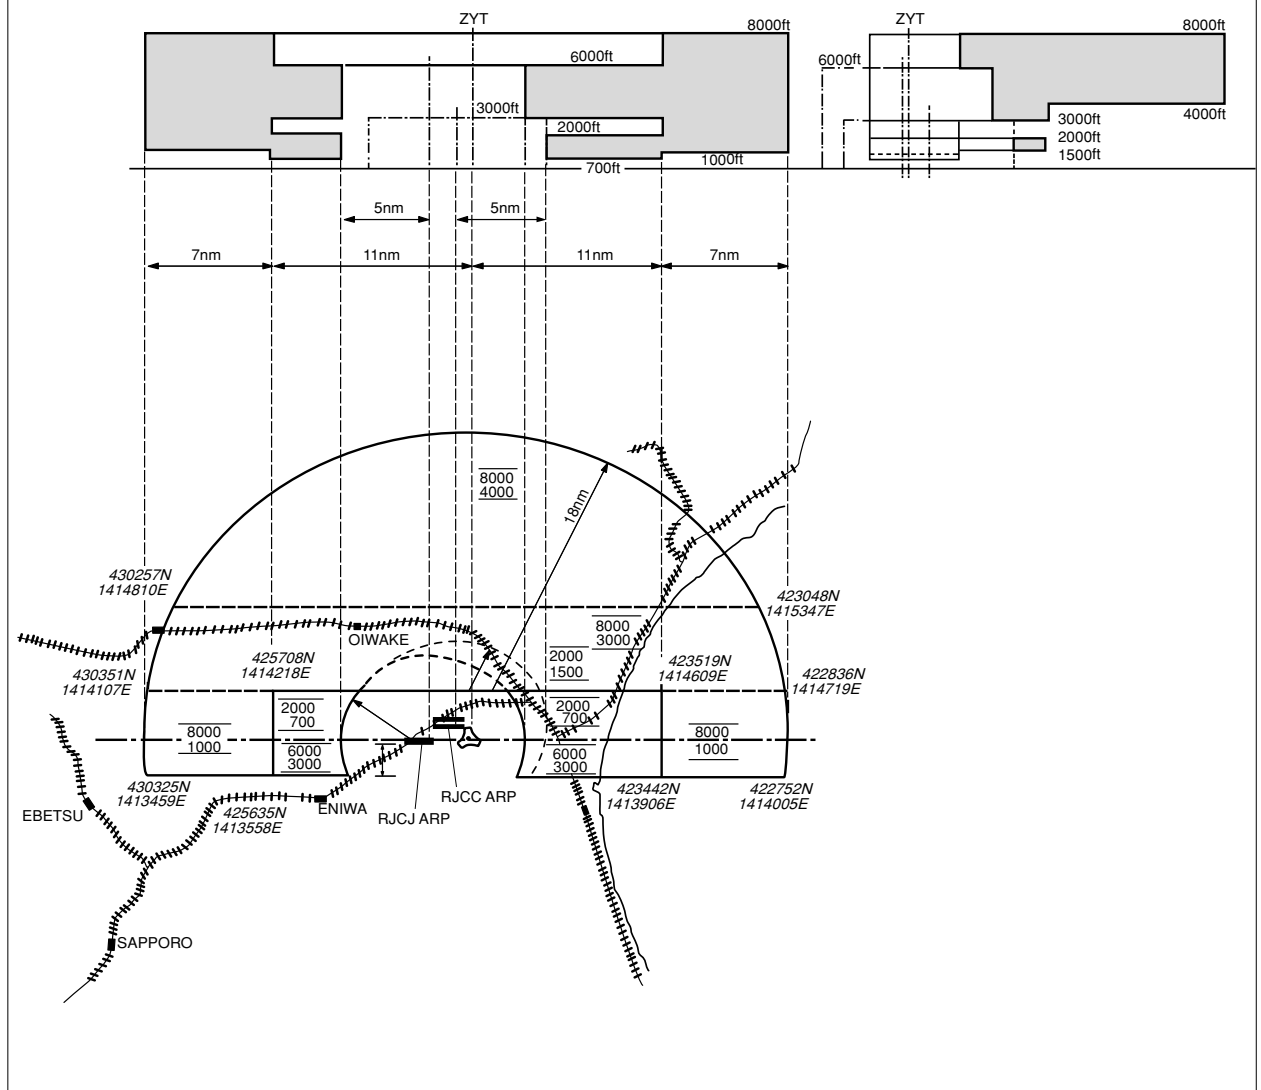 ZYT
8000ft
6000ft
3000ft
2000ft
1000ft
700ft
ZYT
8000ft
6000ft
4000ft
3000ft
2000ft
1500ft
5nm
5nm
7nm
11nm
11nm
7nm
8000
4000
18nm
430257N
1414810E
423048N
1415347E
8000
3000
OIWAKE
2000
1500
425708N
1414218E
423519N
1414609E
430351N
1414107E
422836N
1414719E
2000
700
2000
700
8000
1000
6000
3000
6000
3000
8000
1000
430325N
1413459E
RJCC ARP
423442N
1413906E
422752N
1414005E
EBETSU
425635N
1413558E
ENIWA
RJCJ ARP
SAPPORO